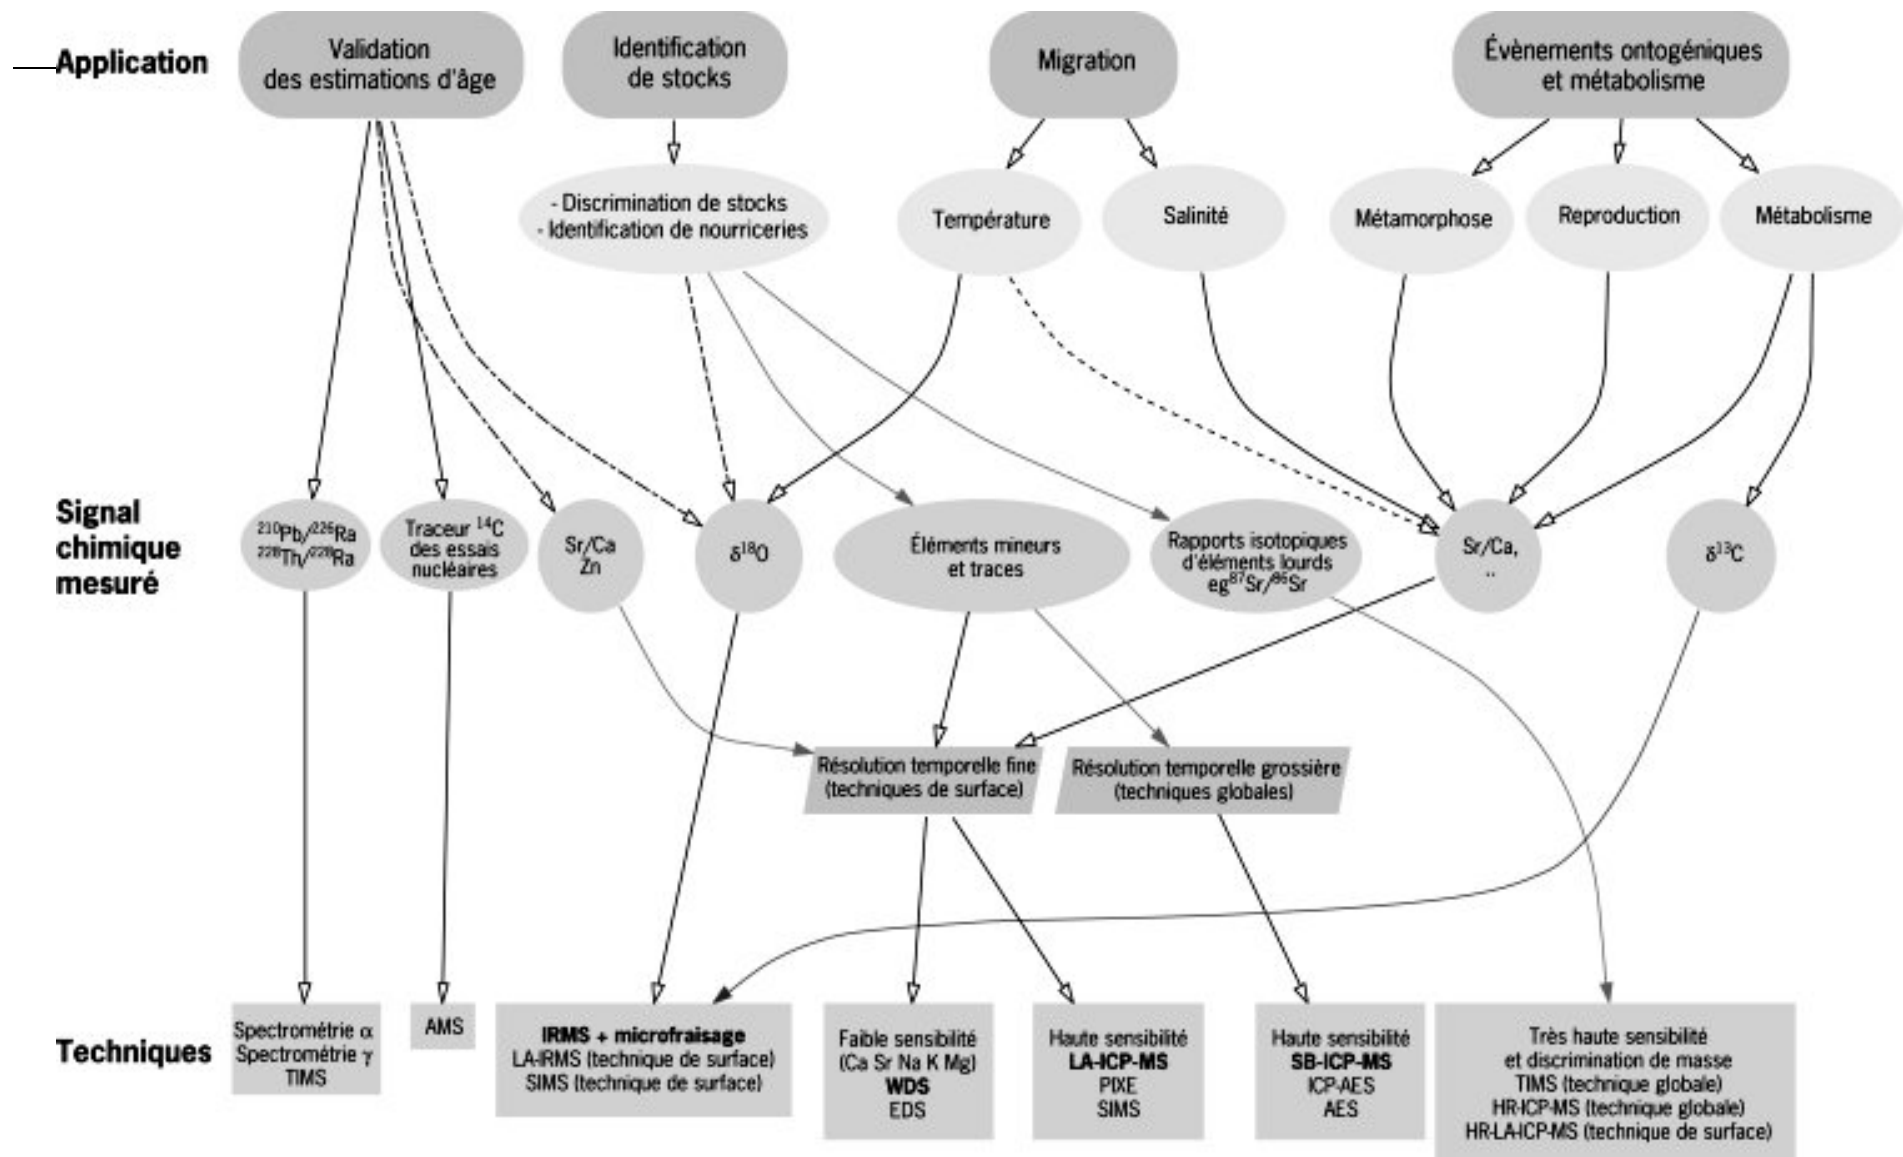 Application
Validation
des estimations d'âge
Identification
de stocks
Migration
Évènements ontogéniques
et métabolisme
- Discrimination de stocks
- Identification de nourriceries
Température
Salinité
Métamorphose
Reproduction
Métabolisme
Signal
chimique
mesuré
²¹⁰Pb/²²⁶Ra
²²⁸Th/²²⁸Ra
Traceur ¹⁴C
des essais
nucléaires
Sr/Ca
Zn
δ¹⁸O
Éléments mineurs
et traces
Rapports isotopiques
d'éléments lourds
eg⁸⁷Sr/⁸⁶Sr
Sr/Ca,
..
δ¹³C
Résolution temporelle fine
(techniques de surface)
Résolution temporelle grossière
(techniques globales)
Techniques
Spectrométrie α
Spectrométrie γ
TIMS
AMS
IRMS + microfraisage
LA-IRMS (technique de surface)
SIMS (technique de surface)
Faible sensibilité
(Ca Sr Na K Mg)
WDS
EDS
Haute sensibilité
LA-ICP-MS
PIXE
SIMS
Haute sensibilité
SB-ICP-MS
ICP-AES
AES
Très haute sensibilité
et discrimination de masse
TIMS (technique globale)
HR-ICP-MS (technique globale)
HR-LA-ICP-MS (technique de surface)